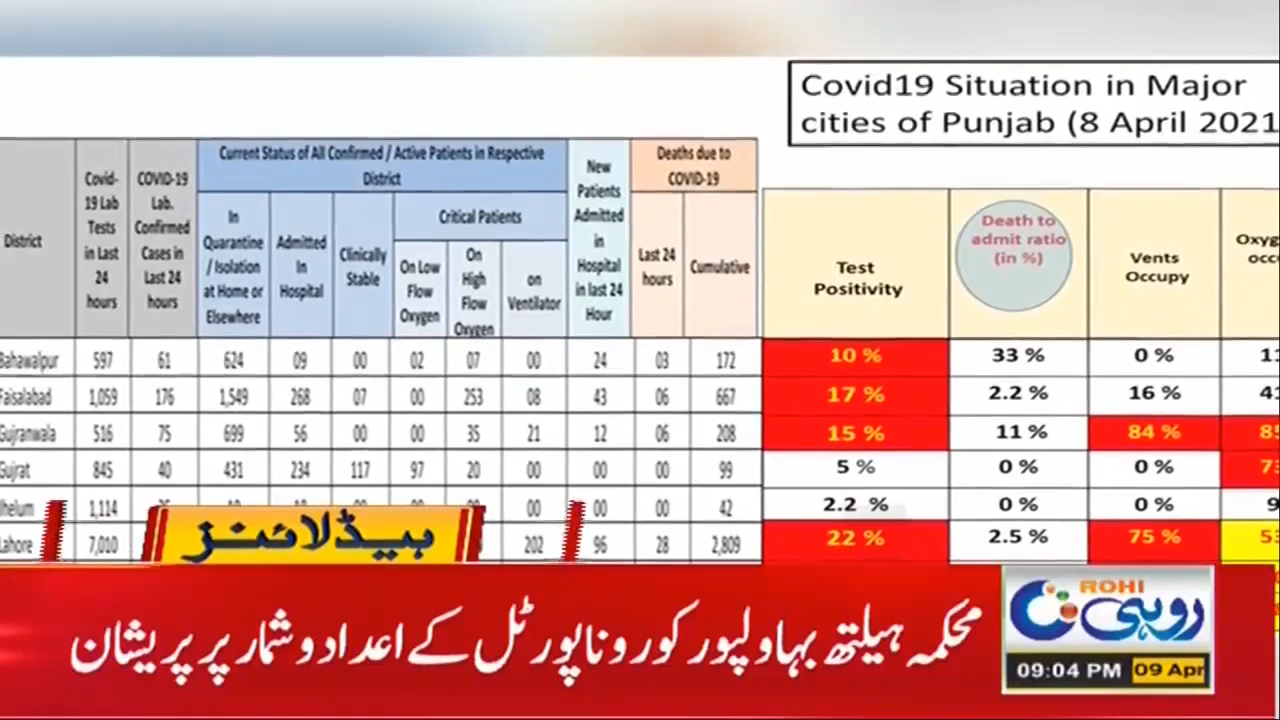 Covid19 Situation in Major
cities of Punjab (8 April 2021
District
Covid-
19 Lab
Tests
in Last
24
hours
COVID-19
Lab.
Confirmed
Cases in
Last 24
hours
Current Status of All Confirmed / Active Patients in Respective
District
In
Quarantine
/ Isolation
at Home or
Elsewhere
Admitted
In
Hospital
Clinically
Stable
Critical Patients
On Low
Flow
Oxygen
On
High
Flow
Oxygen
on
Ventilator
New
Patients
Admitted
in
Hospital
in last 24
Hour
Deaths due to
COVID-19
Last 24
hours
Cumulative
Test
Positivity
Death to
admit ratio
(in %)
Vents
Occupy
Bahawalpur 597 61 624 09 00 02 07 00 24 03 172 10 % 33 % 0 %
Faisalabad 1,059 176 1,549 268 07 00 253 08 43 06 667 17 % 2.2 % 16 %
Gujranwala 516 75 699 56 00 00 35 21 12 06 208 15 % 11 % 84 %
Gujrat 845 40 431 234 117 97 20 00 00 00 99 5 % 0 % 0 %
Jhelum 1,114 00 00 00 42 2.2 % 0 % 0 %
Lahore 7,010 202 96 28 2,809 22 % 2.5 % 75 %
ہیڈلائنز
محکمہ ہیلتھ بہاولپور کورونا پورٹل کے اعداد و شمار پر پریشان
ROHI
روہی
09:04 PM 09 Apr